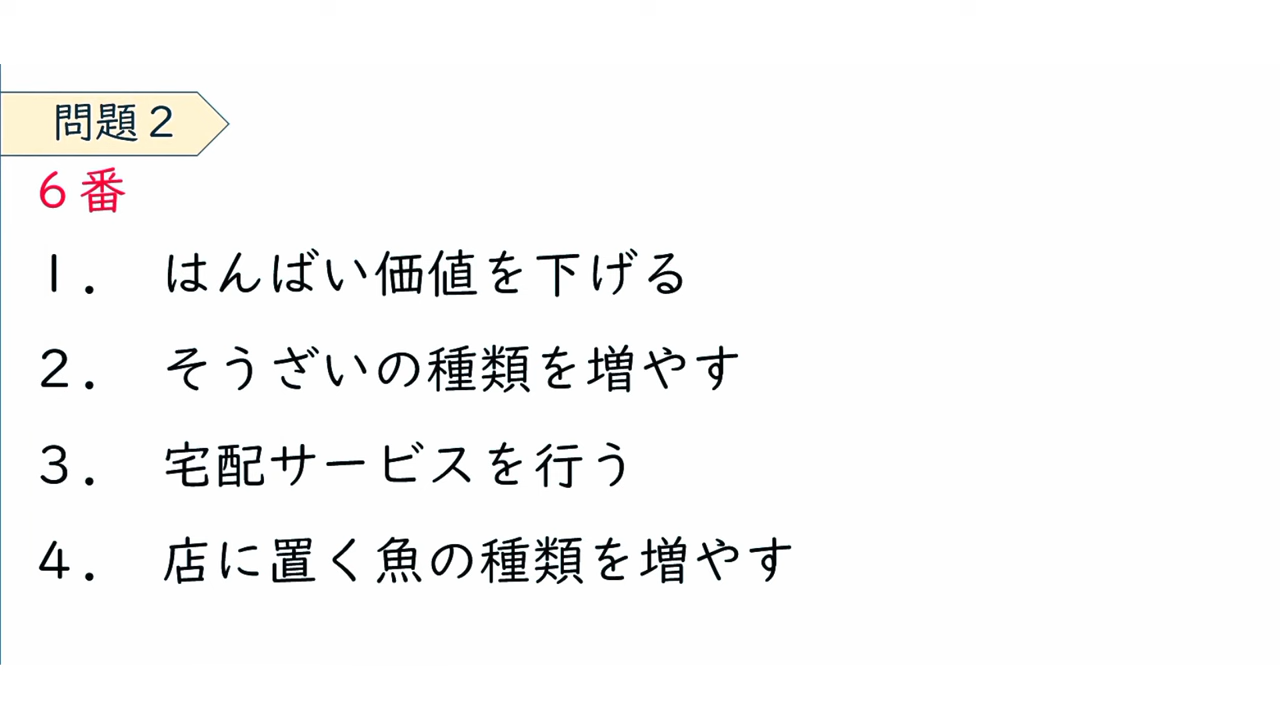 問題２
６番
１．　はんばい価値を下げる
２．　そうざいの種類を増やす
３．　宅配サービスを行う
４．　店に置く魚の種類を増やす